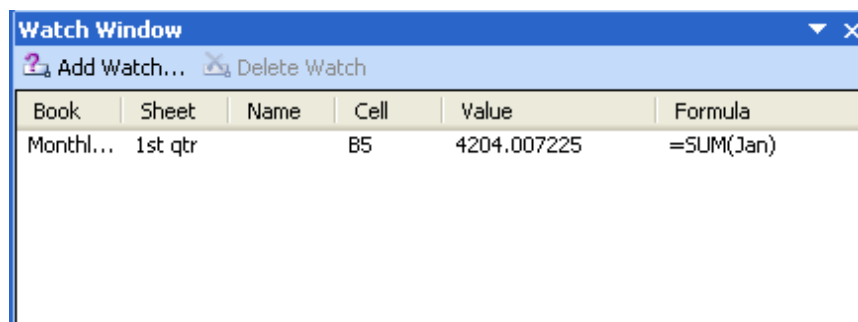 Watch Window
Add Watch... Delete Watch
Book Sheet Name Cell Value Formula
Monthl... 1st qtr B5 4204.007225 =SUM(Jan)